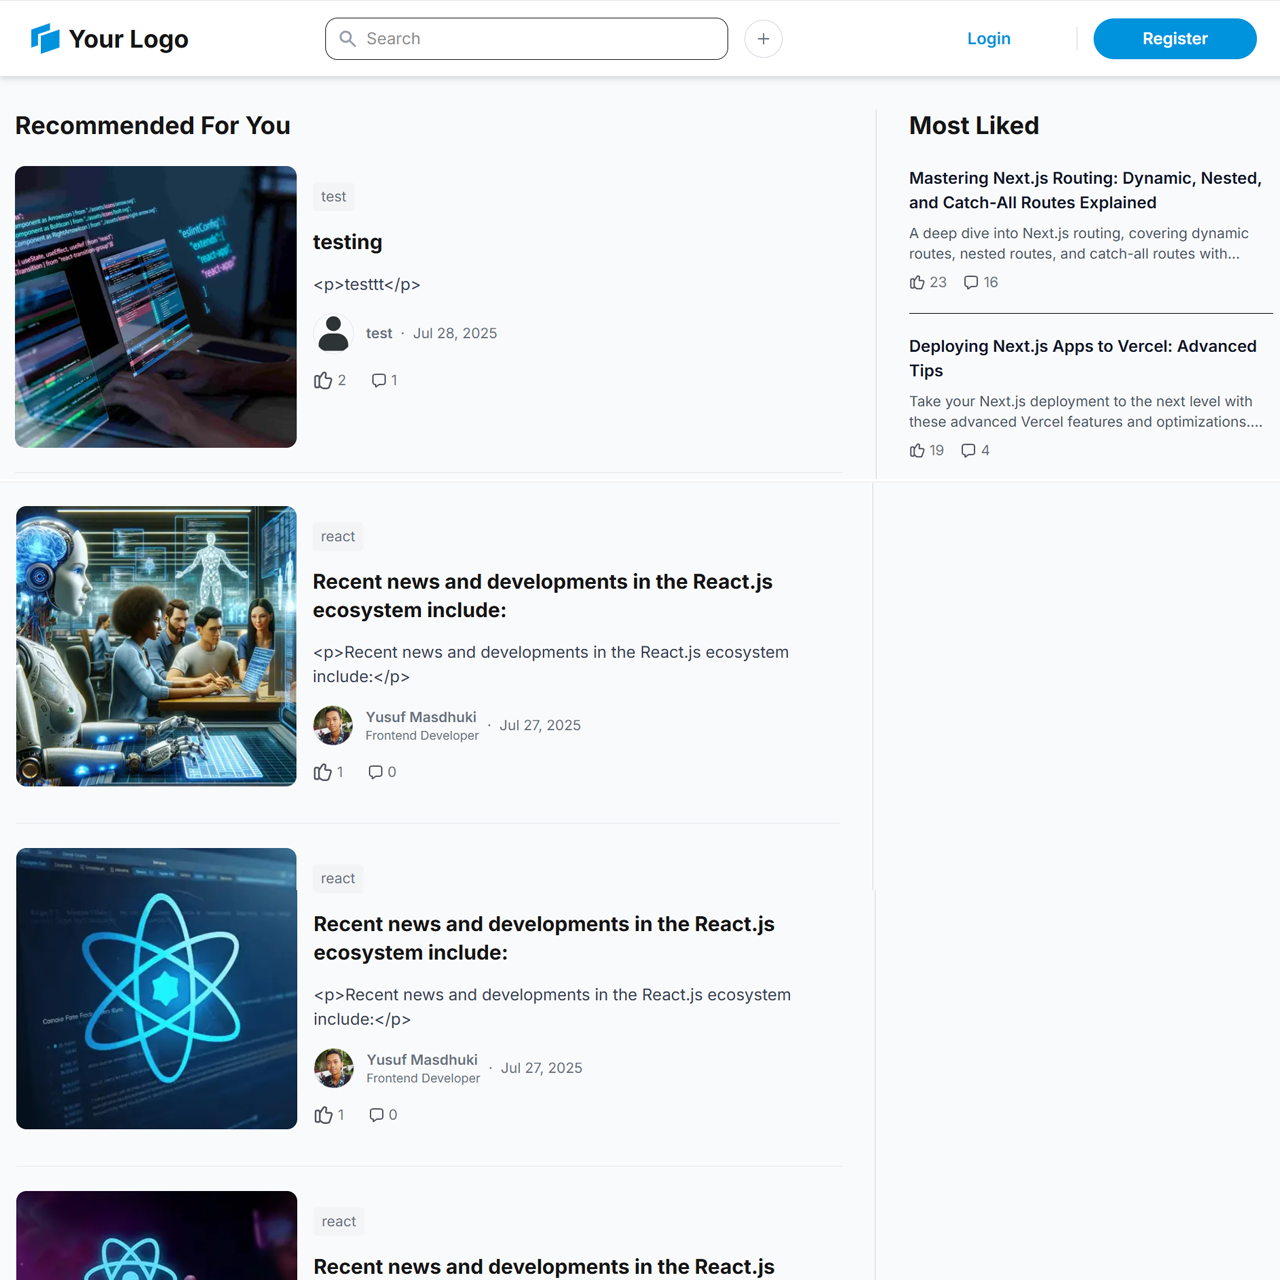 Your Logo
Search
Login
Register
Recommended For You
test
testing
<p>testtt</p>
test · Jul 28, 2025
2 1
Most Liked
Mastering Next.js Routing: Dynamic, Nested,
and Catch-All Routes Explained
A deep dive into Next.js routing, covering dynamic
routes, nested routes, and catch-all routes with...
23 16
Deploying Next.js Apps to Vercel: Advanced
Tips
Take your Next.js deployment to the next level with
these advanced Vercel features and optimizations....
19 4
react
Recent news and developments in the React.js
ecosystem include:
<p>Recent news and developments in the React.js ecosystem
include:</p>
Yusuf Masdhuki
Frontend Developer
· Jul 27, 2025
1 0
react
Recent news and developments in the React.js
ecosystem include:
<p>Recent news and developments in the React.js ecosystem
include:</p>
Yusuf Masdhuki
Frontend Developer
· Jul 27, 2025
1 0
react
Recent news and developments in the React.js